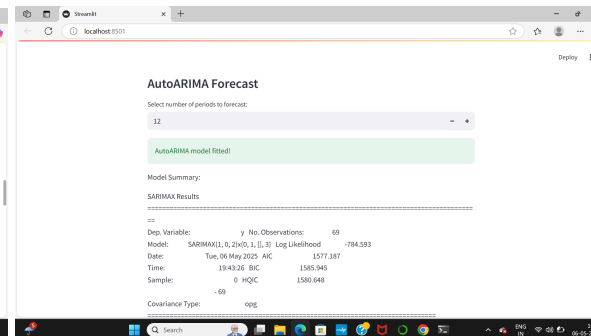 Streamlit
localhost:8501
Deploy
AutoARIMA Forecast
Select number of periods to forecast:
12
AutoARIMA model fitted!
Model Summary:
SARIMAX Results
==============================================================================
==
Dep. Variable: y No. Observations: 69
Model: SARIMAX(1, 0, 2)x(0, 1, [], 3) Log Likelihood -784.593
Date: Tue, 06 May 2025 AIC 1577.187
Time: 19:43:26 BIC 1585.945
Sample: 0 HQIC 1580.648
- 69
Covariance Type: opg
==============================================================================
Search
ENG
IN